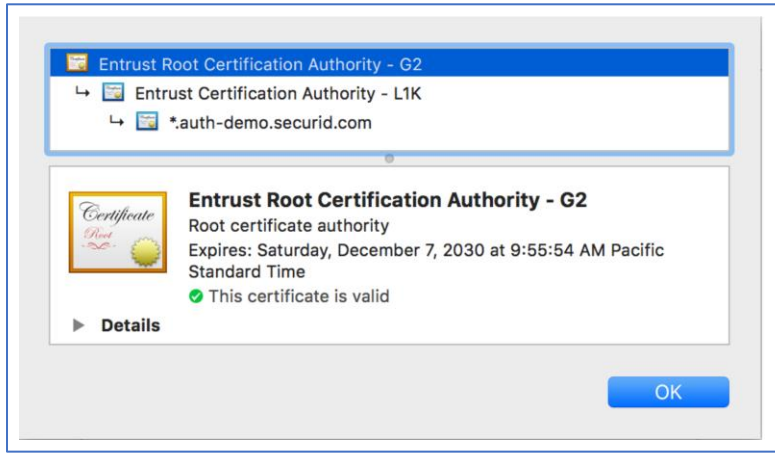 Entrust Root Certification Authority - G2
Entrust Certification Authority - L1K
*.auth-demo.securid.com
Certificate
Root
Entrust Root Certification Authority - G2
Root certificate authority
Expires: Saturday, December 7, 2030 at 9:55:54 AM Pacific
Standard Time
This certificate is valid
Details
OK